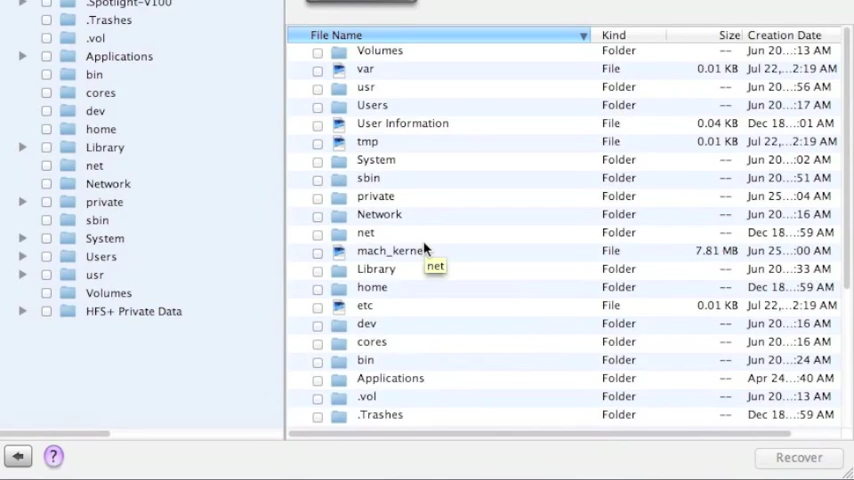 .Spotlight-V100
.Trashes
.vol
Applications
bin
cores
dev
home
Library
net
Network
private
sbin
System
Users
usr
Volumes
HFS+ Private Data
File Name Kind Size Creation Date
Volumes Folder -- Jun 20...:13 AM
var File 0.01 KB Jul 22,...2:19 AM
usr Folder -- Jun 20...:56 AM
Users Folder -- Jun 20...:17 AM
User Information File 0.04 KB Dec 18...:01 AM
tmp File 0.01 KB Jul 22,...2:19 AM
System Folder -- Jun 20...:02 AM
sbin Folder -- Jun 20...:51 AM
private Folder -- Jun 25...:04 AM
Network Folder -- Jun 20...:16 AM
net Folder -- Dec 18...:59 AM
mach_kerne File 7.81 MB Jun 25...:00 AM
net
Library Folder -- Jun 20...:33 AM
home Folder -- Dec 18...:59 AM
etc File 0.01 KB Jul 22,...2:19 AM
dev Folder -- Jun 20...:16 AM
cores Folder -- Jun 20...:16 AM
bin Folder -- Jun 20...:24 AM
Applications Folder -- Apr 24...:40 AM
.vol Folder -- Jun 20...:16 AM
.Trashes Folder -- Dec 18...:59 AM
?
Recover